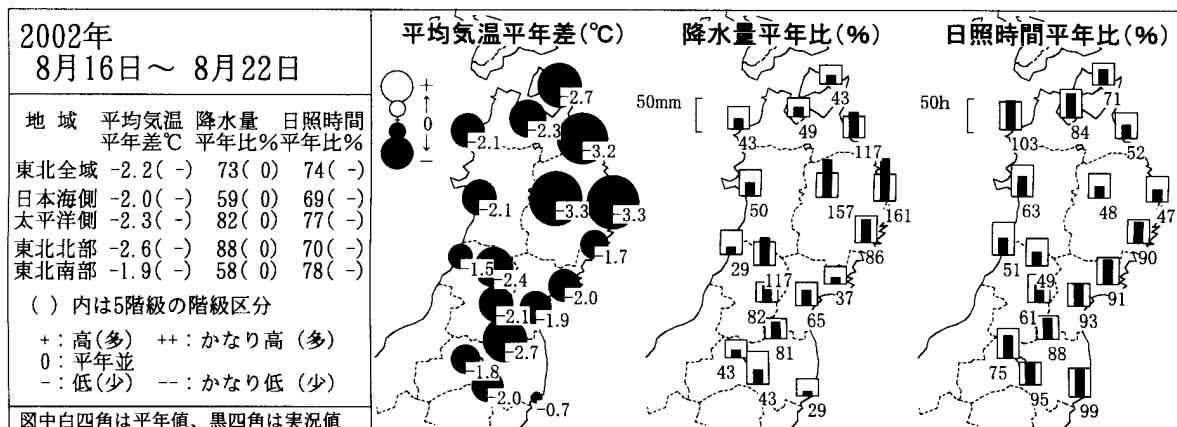 2002年
8月16日～ 8月22日
地 域 平均気温 降水量 日照時間
平年差℃ 平年比% 平年比%
東北全域 -2.2( -) 73( 0) 74( -)
日本海側 -2.0( -) 59( 0) 69( -)
太平洋側 -2.3( -) 82( 0) 77( -)
東北北部 -2.6( -) 88( 0) 70( -)
東北南部 -1.9( -) 58( 0) 78( -)
( ) 内は5階級の階級区分
+：高(多) ++：かなり高 (多)
0：平年並
-：低(少) --：かなり低 (少)
図中白四角は平年値、黒四角は実況値
平均気温平年差(℃)
+
↑
0
↓
-
-2.7
-2.3
-2.1
-3.2
-2.1
-3.3
-3.3
-1.7
-1.5
-2.4
-2.0
-2.1
-1.9
-2.7
-1.8
-2.0
-0.7
降水量平年比(%)
50mm
43
49
43
117
50
157
161
86
29
117
37
82
65
81
43
43
29
日照時間平年比(%)
50h
71
84
103
52
63
48
47
90
51
49
91
61
93
88
75
95
99